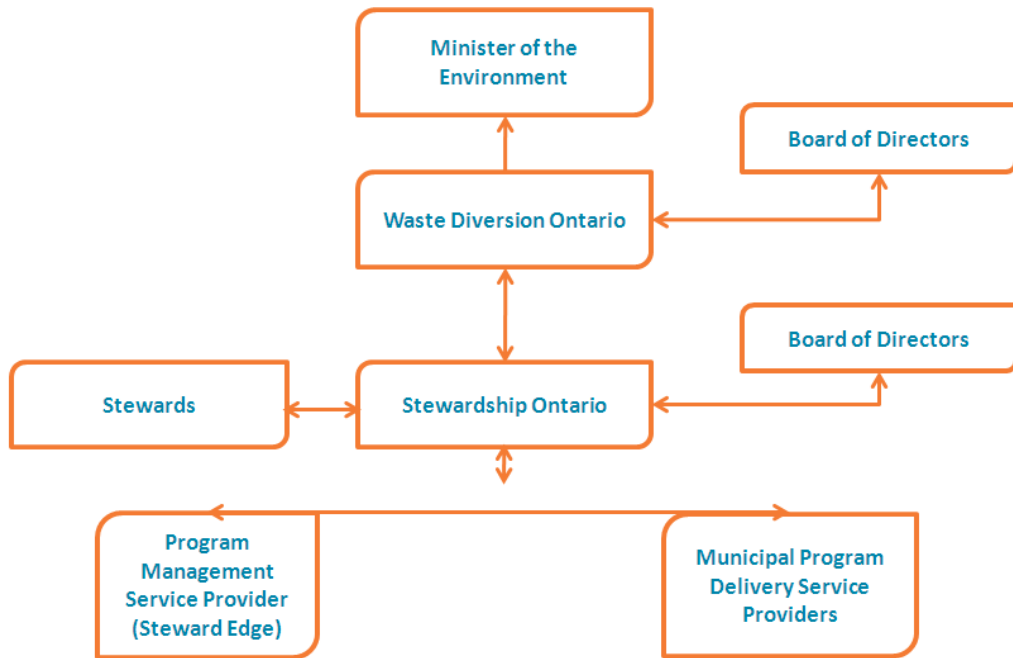 Minister of the
Environment
Board of Directors
Waste Diversion Ontario
Board of Directors
Stewards
Stewardship Ontario
Program
Management
Service Provider
(Steward Edge)
Municipal Program
Delivery Service
Providers